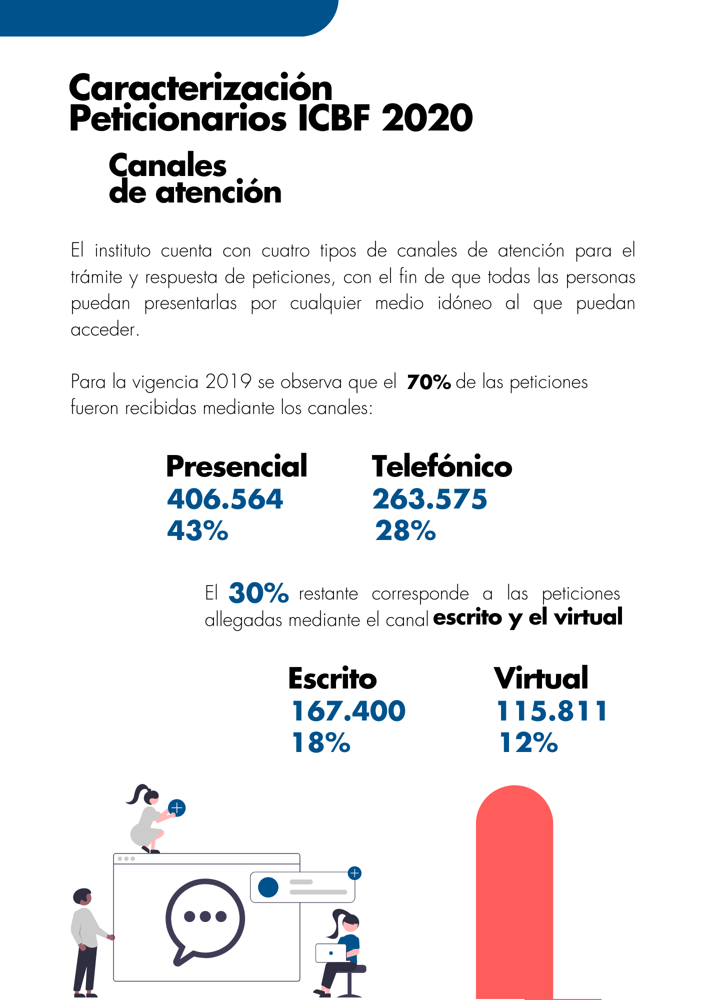 Caracterización
Peticionarios ICBF 2020
Canales
de atención
El instituto cuenta con cuatro tipos de canales de atención para el
trámite y respuesta de peticiones, con el fin de que todas las personas
puedan presentarlas por cualquier medio idóneo al que puedan
acceder.
Para la vigencia 2019 se observa que el 70% de las peticiones
fueron recibidas mediante los canales:
Presencial Telefónico
406.564 263.575
43% 28%
El 30% restante corresponde a las peticiones
allegadas mediante el canal escrito y el virtual
Escrito Virtual
167.400 115.811
18% 12%